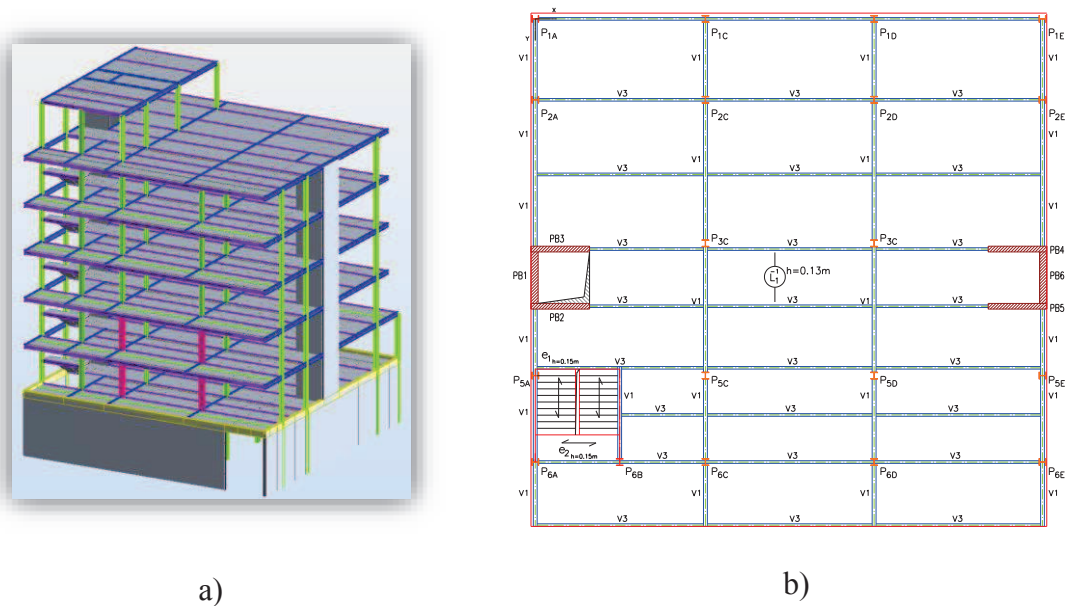 X
Y
P1A P1C P1D P1E
V1 V1 V1 V1
V3 V3 V3
P2A P2C P2D P2E
V1 V1 V1 V1
V3 V3 V3
V1 V1
PB3 V3 P3C V3 P3C V3 PB4
PB1 L1 h=0.13m PB6
PB2 V3 V1 V3 V1 V3 PB5
V1 V1
e1 h=0.15m V3 V3 V3
P5A P5C P5D P5E
V1 V1 V1 V1 V1
V3 V3 V3
e2 h=0.15m V3 V3 V3
P6A P6B P6C P6D P6E
V1 V1 V1 V1
V3 V3 V3
a) b)